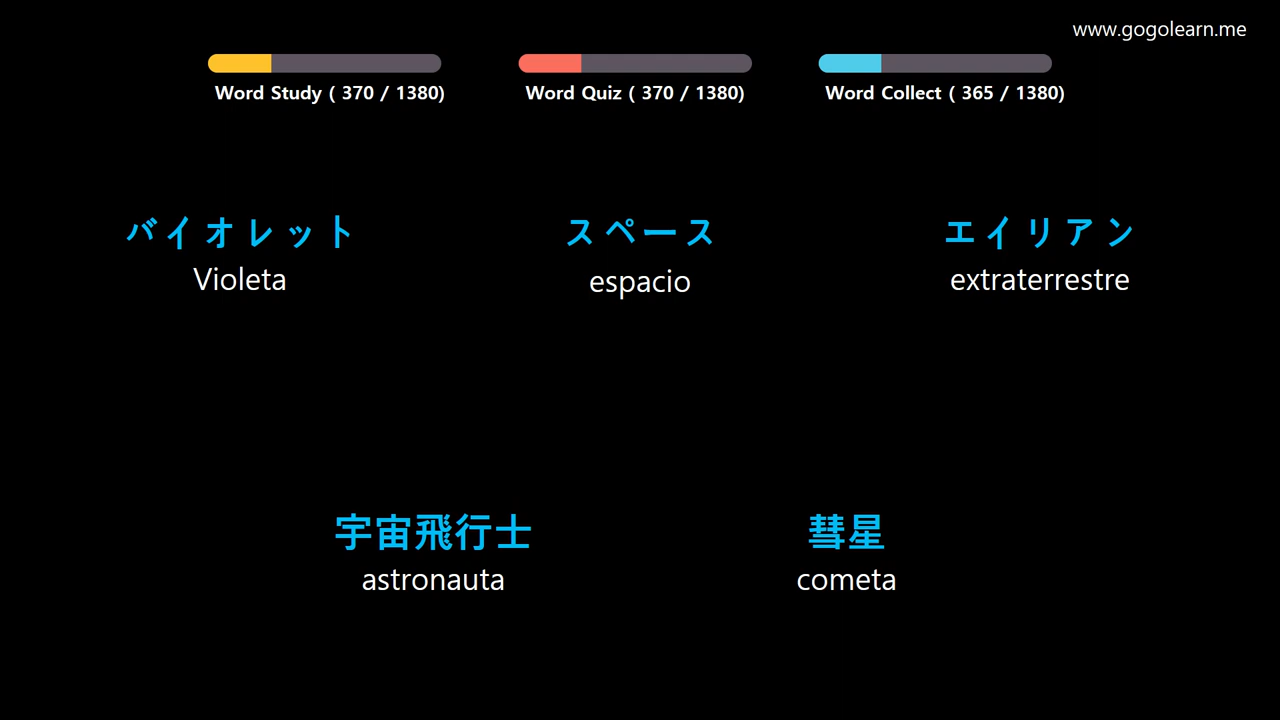 www.gogolearn.me
Word Study ( 370 / 1380)
Word Quiz ( 370 / 1380)
Word Collect ( 365 / 1380)
バイオレット
Violeta
スペース
espacio
エイリアン
extraterrestre
宇宙飛行士
astronauta
彗星
cometa